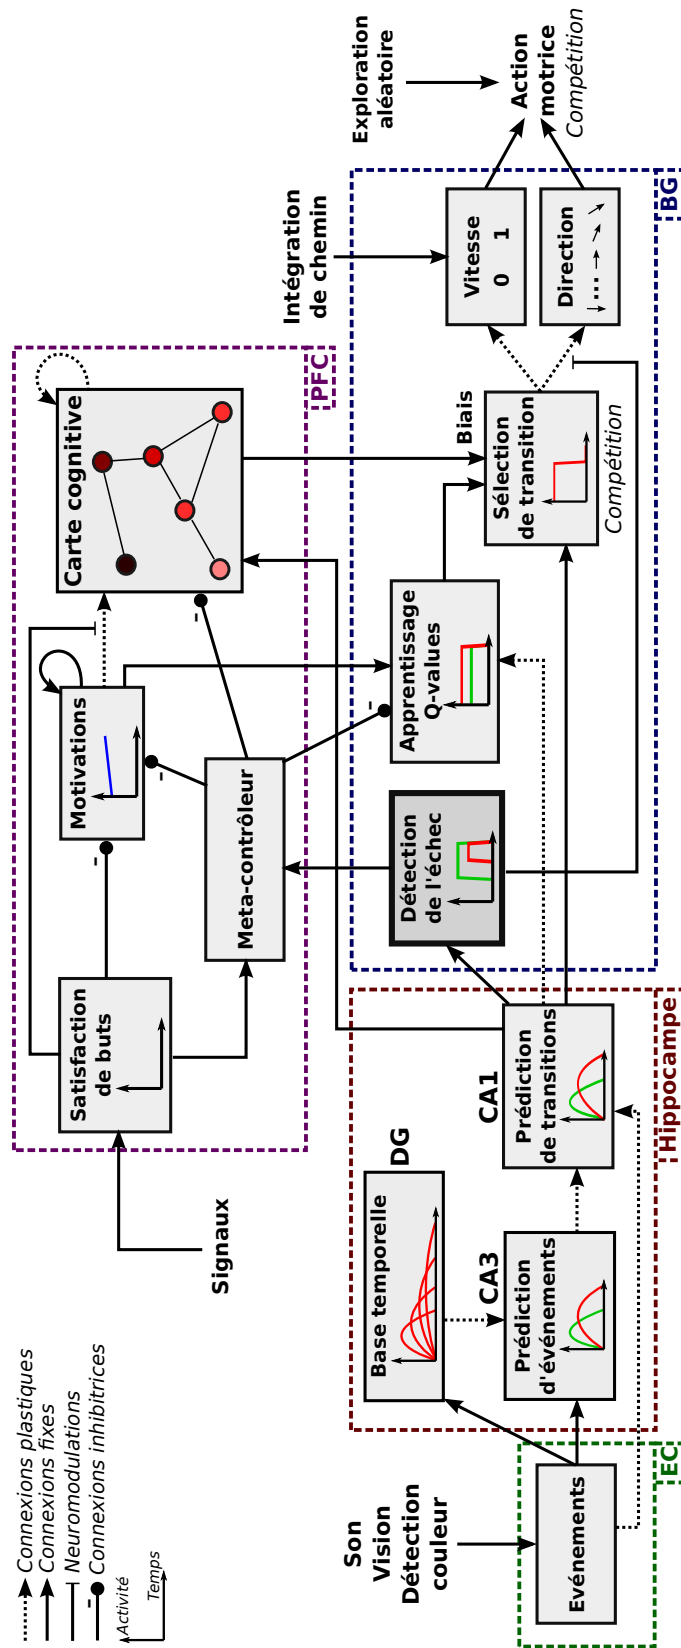 Connexions plastiques
Connexions fixes
Neuromodulations
Connexions inhibitrices
Activité
Temps
Signaux
Satisfaction
de buts
Motivations
Carte cognitive
Meta-contrôleur
PFC
Son
Vision
Détection
couleur
Evénements
EC
Base temporelle
DG
CA3
Prédiction
d'événements
CA1
Prédiction
de transitions
Hippocampe
Détection
de l'échec
Apprentissage
Q-values
Biais
Sélection
de transition
Compétition
Intégration
de chemin
Vitesse
0 1
Direction
BG
Exploration
aléatoire
Action
motrice
Compétition